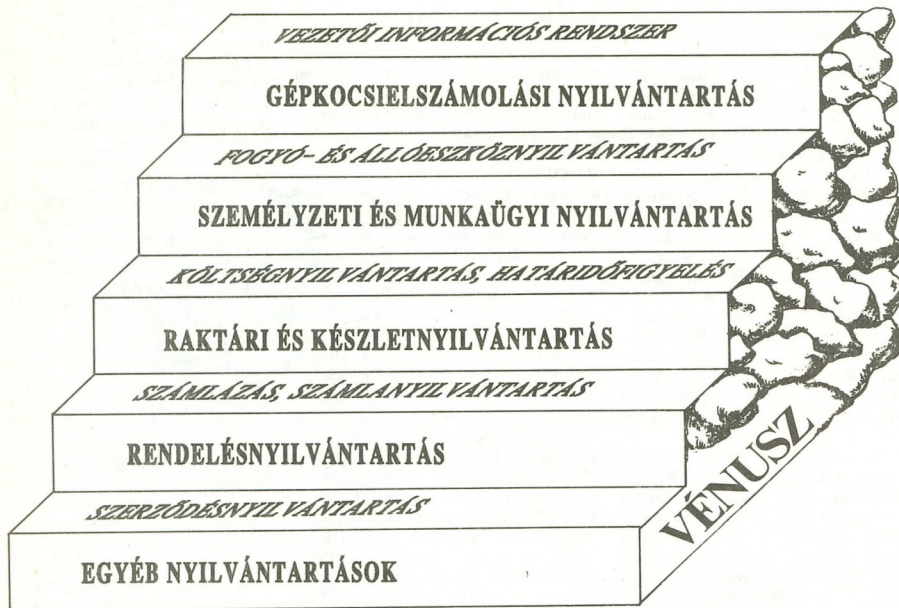 VEZETŐI INFORMÁCIÓS RENDSZER
GÉPKOCSIELSZÁMOLÁSI NYILVÁNTARTÁS
FOGYÓ- ÉS ÁLLÓESZKÖZNYILVÁNTARTÁS
SZEMÉLYZETI ÉS MUNKAÜGYI NYILVÁNTARTÁS
KÖLTSÉGNYILVÁNTARTÁS, HATÁRIDŐFIGYELÉS
RAKTÁRI ÉS KÉSZLETNYILVÁNTARTÁS
SZÁMLÁZÁS, SZÁMLANYILVÁNTARTÁS
RENDELÉSNYILVÁNTARTÁS
SZERZŐDÉSNYILVÁNTARTÁS
EGYÉB NYILVÁNTARTÁSOK
VÉNUSZ